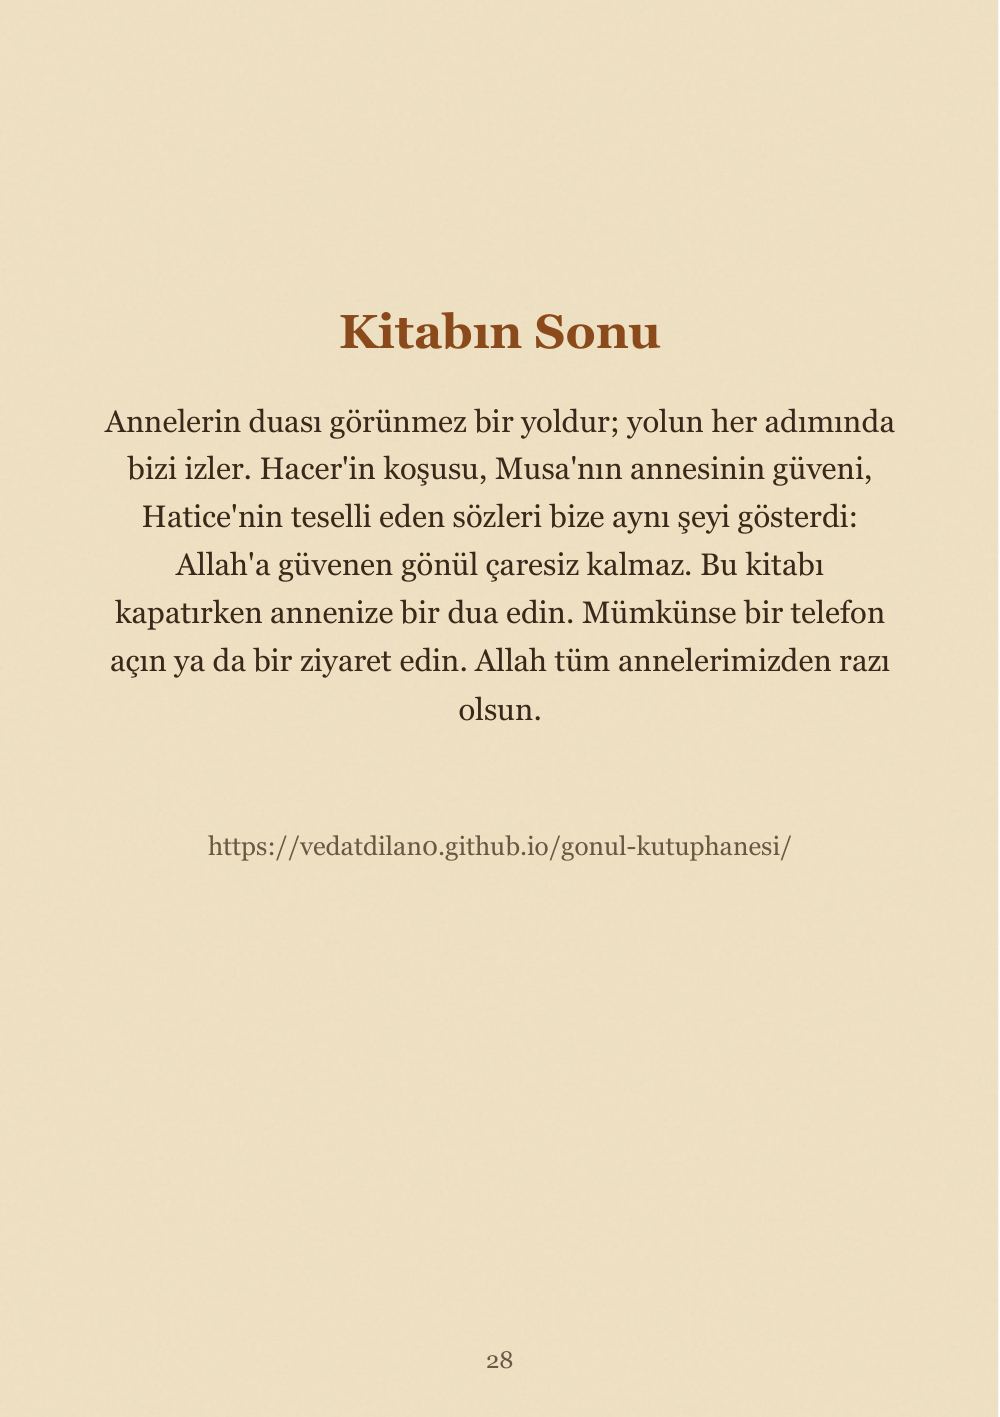 Kitabın Sonu
Annelerin duası görünmez bir yoldur; yolun her adımında
bizi izler. Hacer'in koşusu, Musa'nın annesinin güveni,
Hatice'nin teselli eden sözleri bize aynı şeyi gösterdi:
Allah'a güvenen gönül çaresiz kalmaz. Bu kitabı
kapatırken annenize bir dua edin. Mümkünse bir telefon
açın ya da bir ziyaret edin. Allah tüm annelerimizden razı
olsun.
https://vedatdilan0.github.io/gonul-kutuphanesi/
28